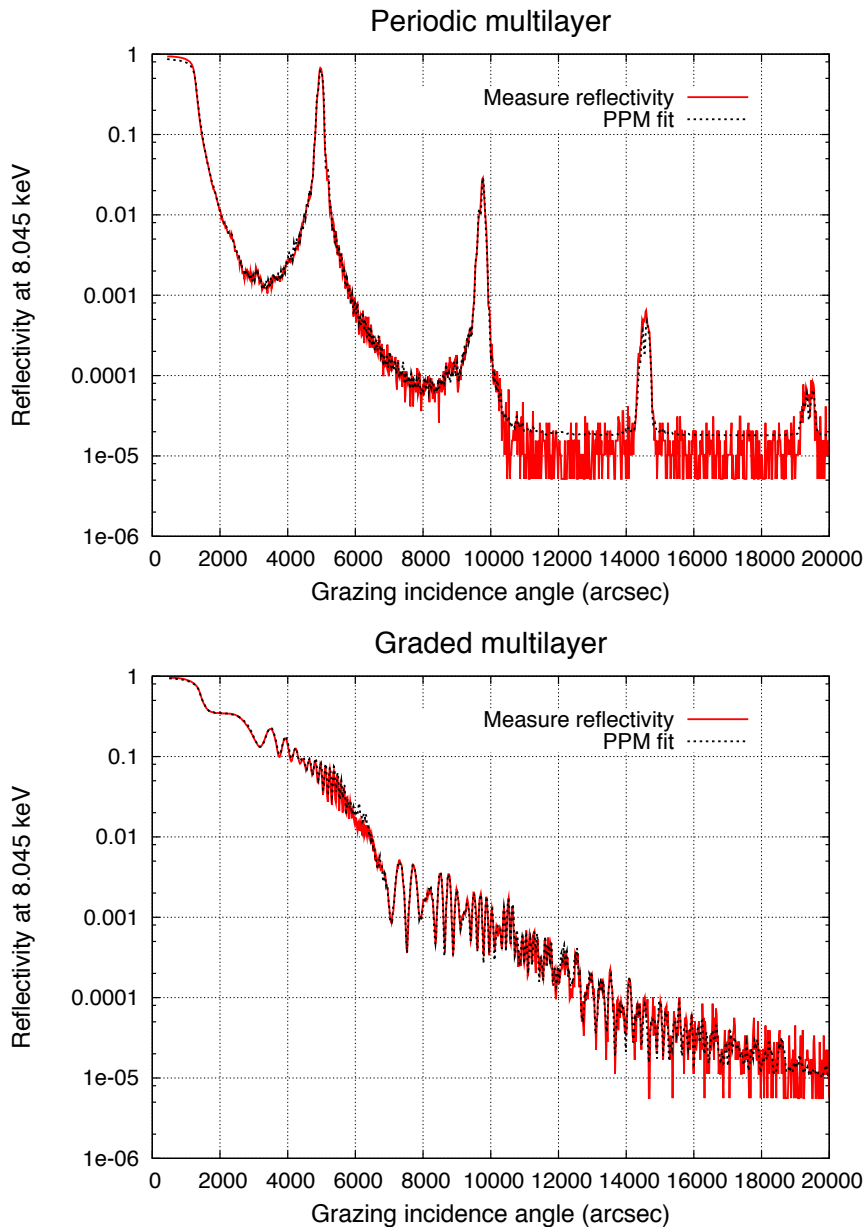 Periodic multilayer
1
0.1
0.01
0.001
0.0001
1e-05
1e-06
Reflectivity at 8.045 keV
Measure reflectivity
PPM fit
0 2000 4000 6000 8000 10000 12000 14000 16000 18000 20000
Grazing incidence angle (arcsec)
Graded multilayer
1
0.1
0.01
0.001
0.0001
1e-05
1e-06
Reflectivity at 8.045 keV
Measure reflectivity
PPM fit
0 2000 4000 6000 8000 10000 12000 14000 16000 18000 20000
Grazing incidence angle (arcsec)